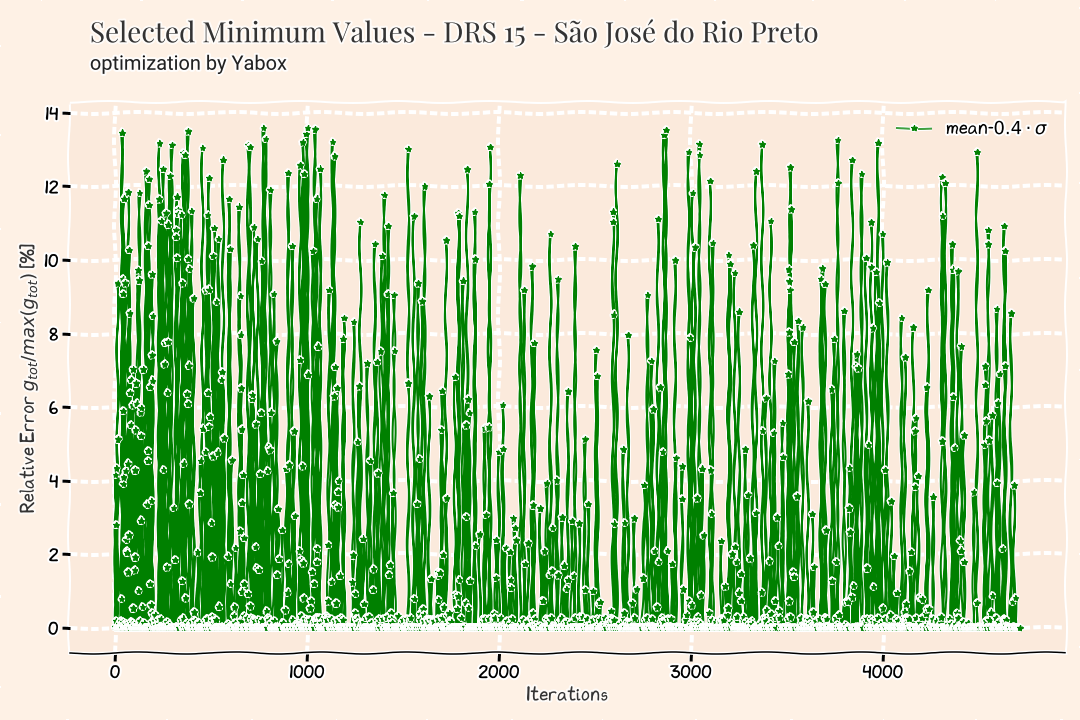 Selected Minimum Values - DRS 15 - São José do Rio Preto
optimization by Yabox
Relative Error g_tot/max(g_tot) [%]
14
12
10
8
6
4
2
0
mean-0.4 · σ
0 1000 2000 3000 4000
Iterations